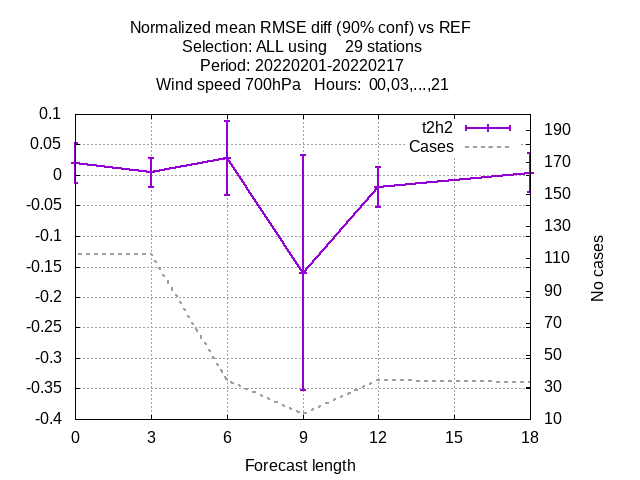 Normalized mean RMSE diff (90% conf) vs REF
Selection: ALL using 29 stations
Period: 20220201-20220217
Wind speed 700hPa Hours: 00,03,...,21
t2h2
Cases
0.1
0.05
0
-0.05
-0.1
-0.15
-0.2
-0.25
-0.3
-0.35
-0.4
190
170
150
130
110
90
70
50
30
10
No cases
0 3 6 9 12 15 18
Forecast length